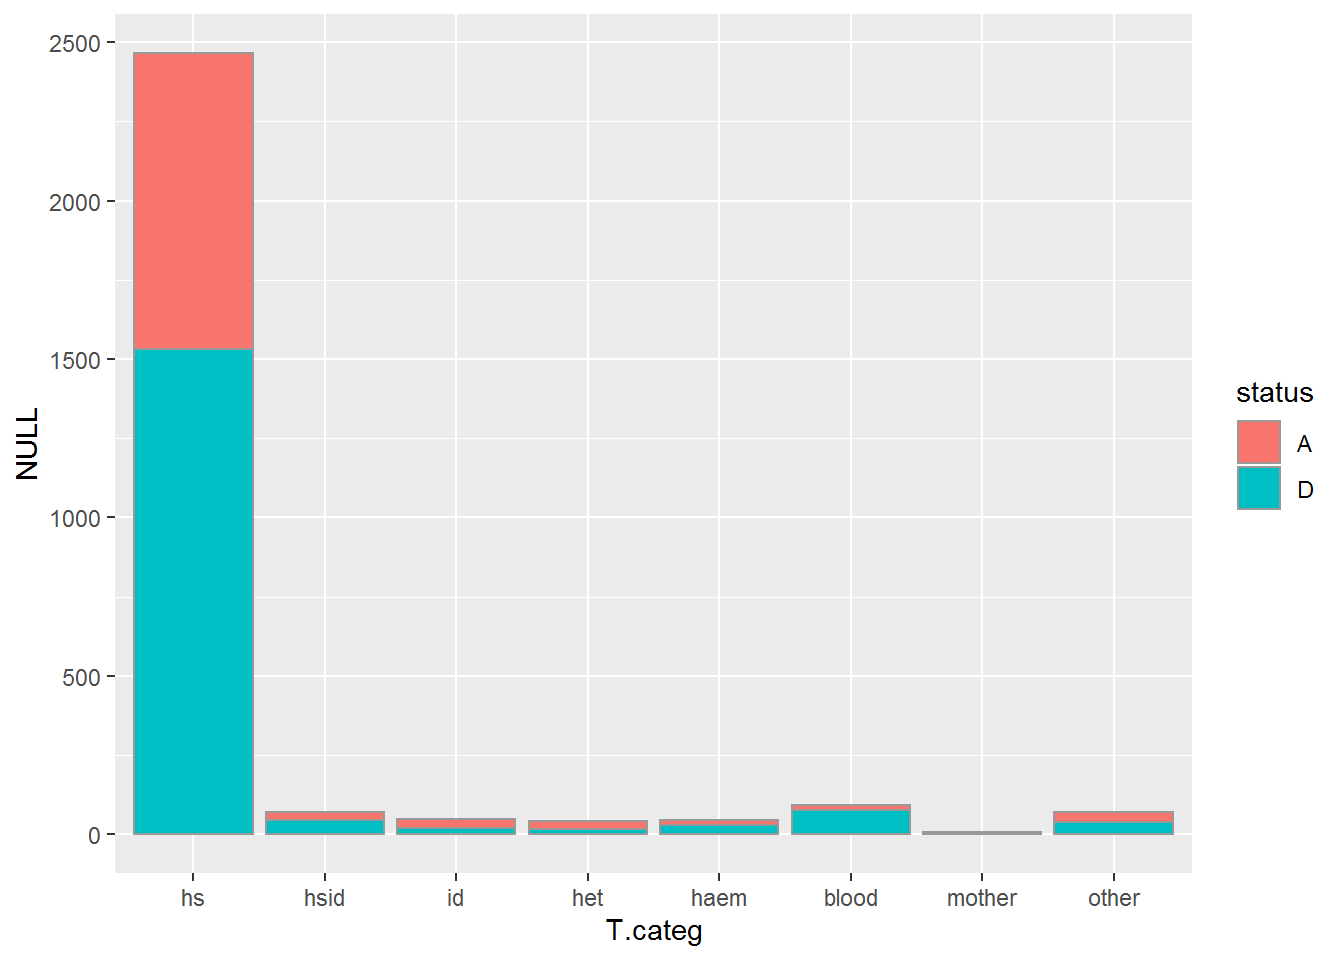 2500
2000
1500
1000
500
0
NULL
hs hsid id het haem blood mother other
T.categ
status
A
D